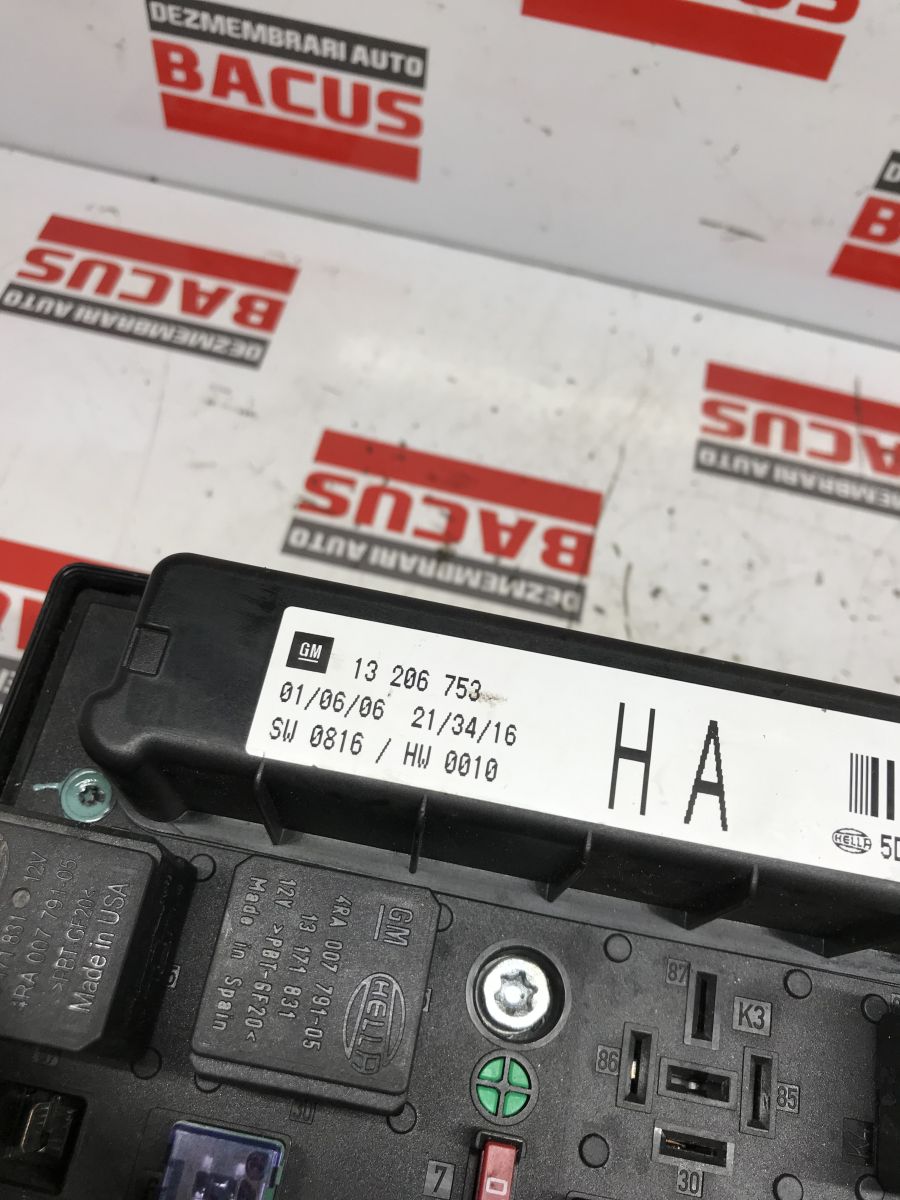 DEZMEMBRARI AUTO
BACUS
BACUS
DEZMEMBRARI AUTO
BACUS
DEZMEMBRARI AUTO
BACUS
DEZMEMBRARI AUTO
GM 13 206 753
01/06/06 21/34/16
SW 0816 / HW 0010
HA
HELLA
831 12V
4RA 007 791-05
>PBT-GF20<
Made in USA
GM
HELLA
4RA 007 791-05
13 171 831
12V >PBT-GF20<
Made in Spain
87
K3
86
85
30
30
7